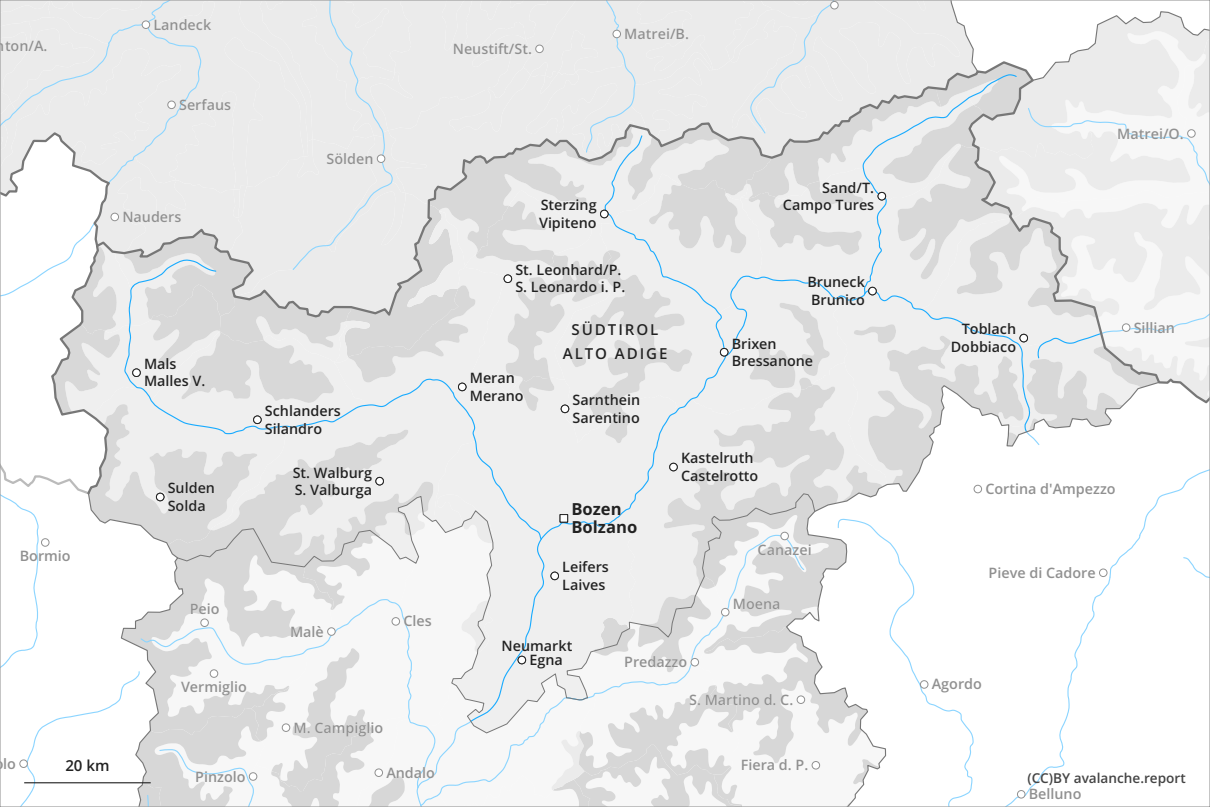 Landeck
Matrei/B.
Neustift/St.
Serfaus
Matrei/O.
Sölden
Sand/T.
Campo Tures
Sterzing
Vipiteno
Nauders
St. Leonhard/P.
S. Leonardo i. P.
Bruneck
Brunico
SÜDTIROL
ALTO ADIGE
Toblach
Dobbiaco
Sillian
Brixen
Bressanone
Mals
Malles V.
Meran
Merano
Sarnthein
Sarentino
Schlanders
Silandro
Kastelruth
Castelrotto
St. Walburg
S. Valburga
Sulden
Solda
Cortina d'Ampezzo
Bozen
Bolzano
Bormio
Canazei
Leifers
Laives
Pieve di Cadore
Peio
Moena
Malè
Cles
Neumarkt
Egna
Predazzo
Vermiglio
Agordo
S. Martino d. C.
M. Campiglio
20 km
Fiera d. P.
Pinzolo
Andalo
(CC)BY avalanche.report
Belluno